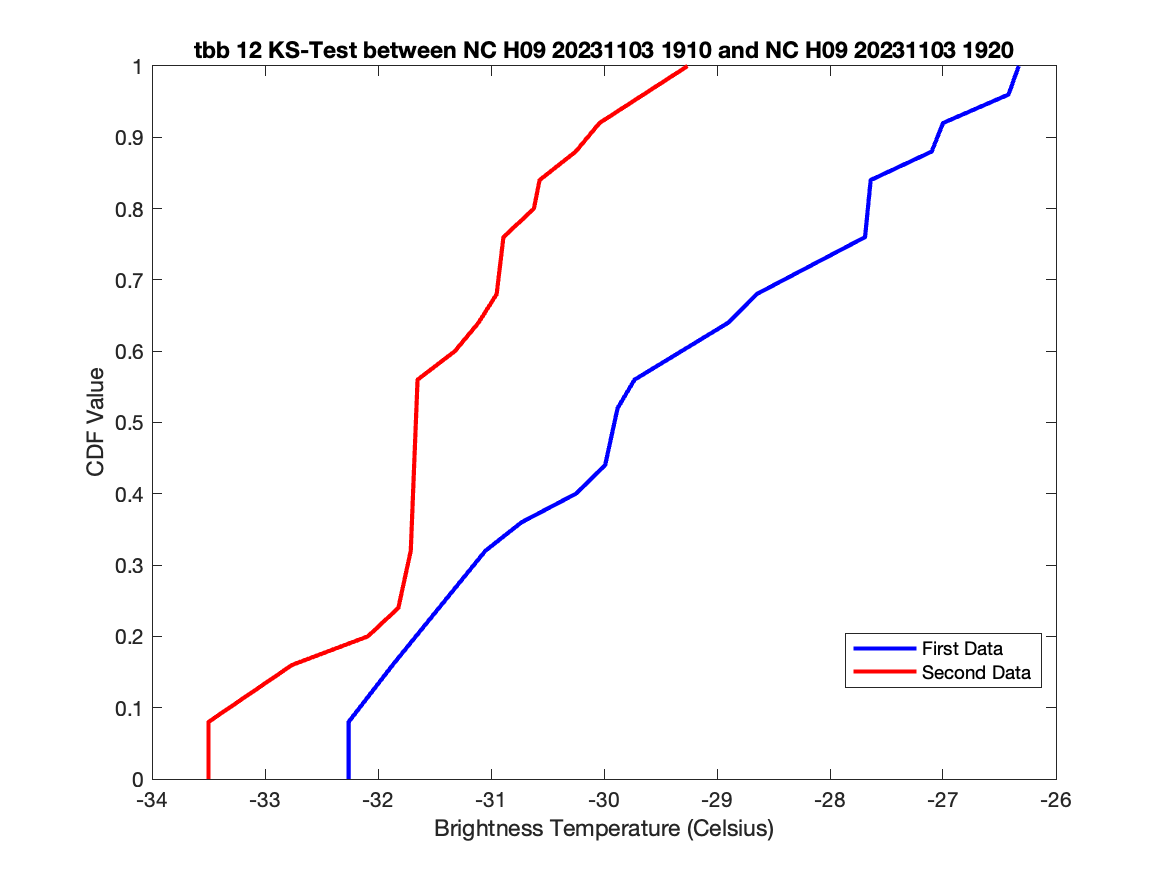 tbb 12 KS-Test between NC H09 20231103 1910 and NC H09 20231103 1920
1
0.9
0.8
0.7
0.6
0.5
0.4
0.3
0.2
0.1
0
CDF Value
First Data
Second Data
-34 -33 -32 -31 -30 -29 -28 -27 -26
Brightness Temperature (Celsius)